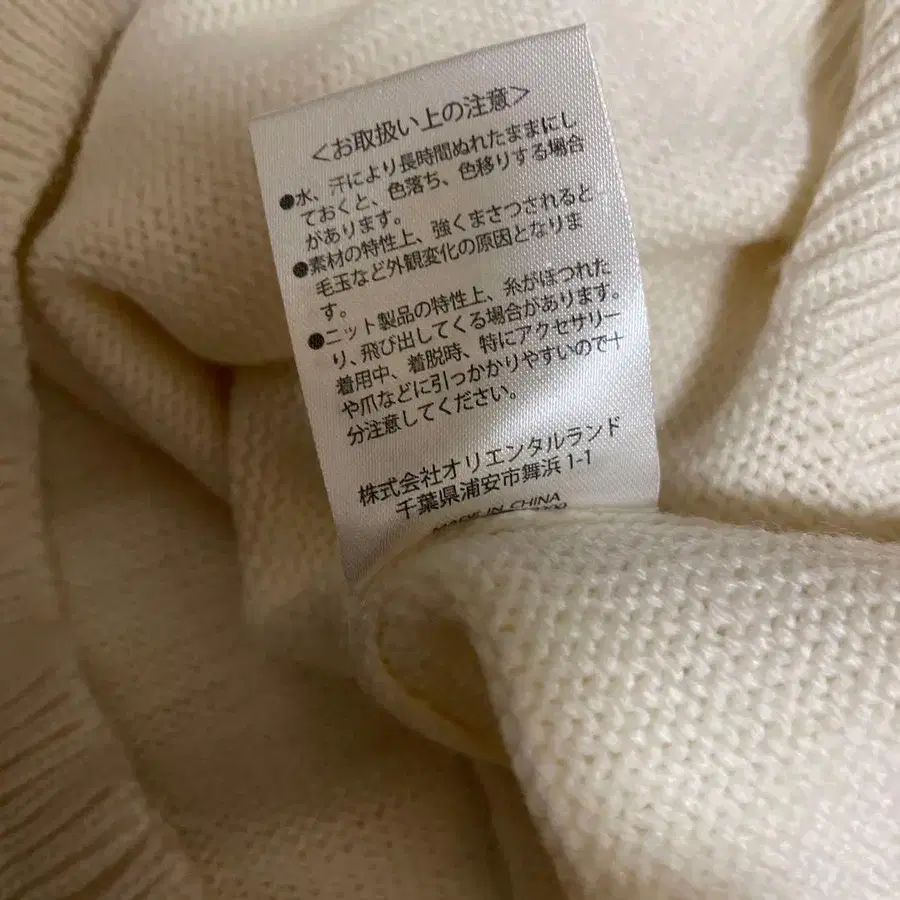 ＜お取扱い上の注意＞
●水、汗により長時間ぬれたままにし
ておくと、色落ち、色移りする場合
があります。
●素材の特性上、強くまさつされると
毛玉など外観変化の原因となりま
す。
●ニット製品の特性上、糸がほつれた
り、飛び出してくる場合があります。
着用中、着脱時、特にアクセサリー
や爪などに引っかかりやすいので十
分注意してください。
株式会社オリエンタルランド
千葉県浦安市舞浜 1-1
MADE IN CHINA